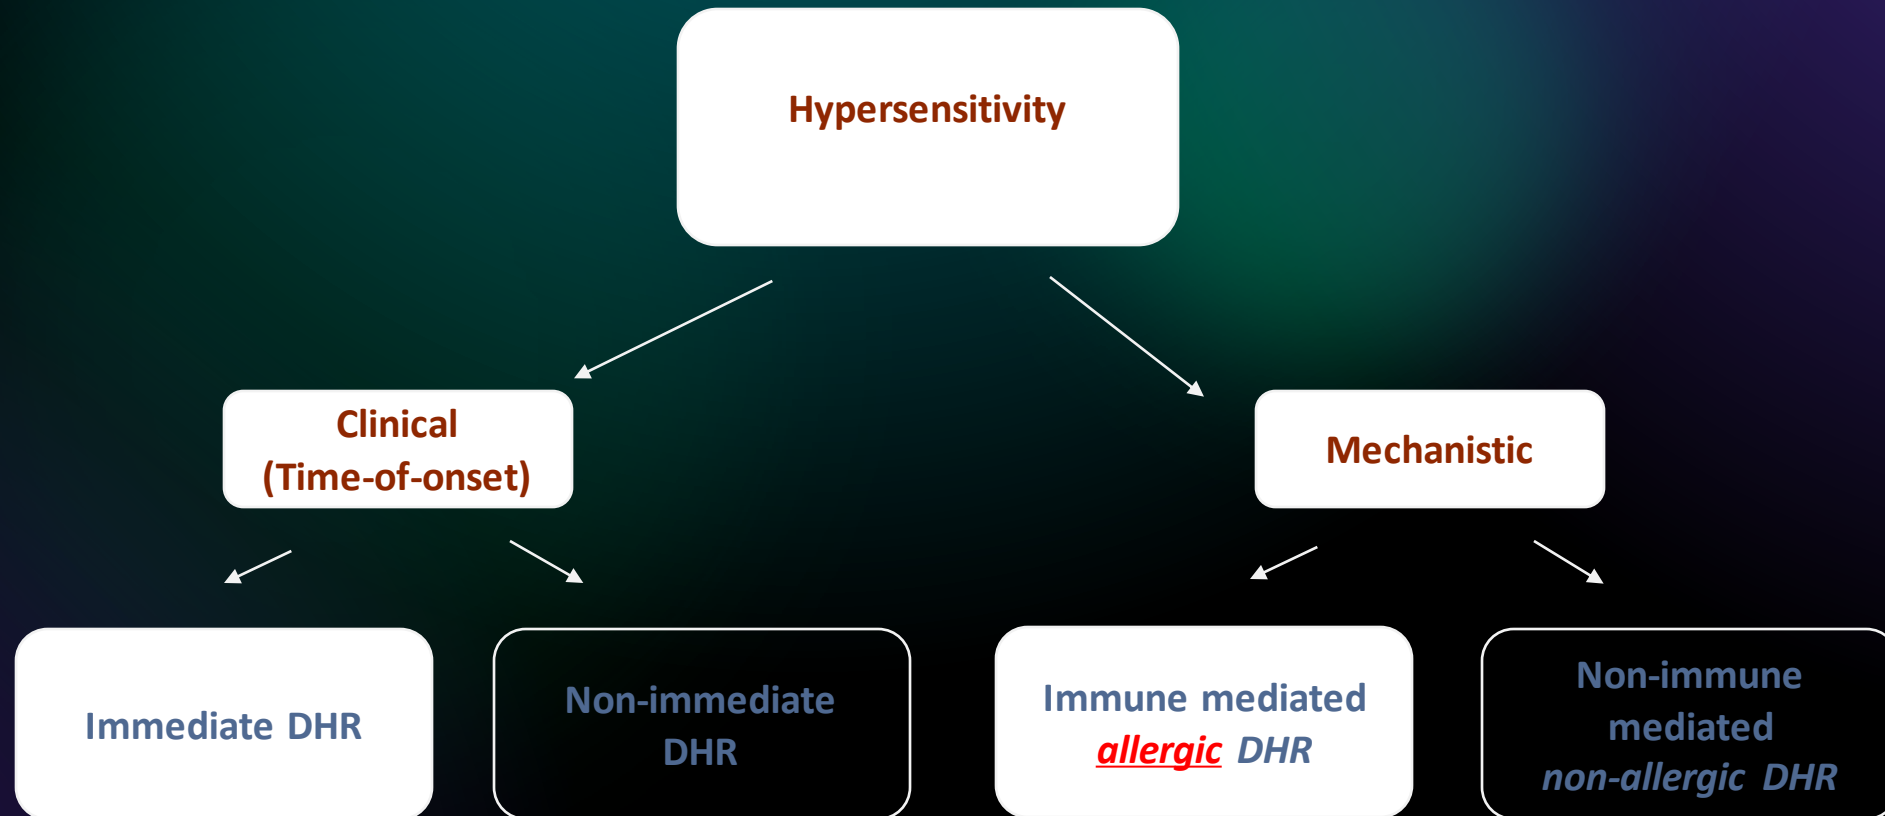 Hypersensitivity
Clinical
(Time-of-onset)
Mechanistic
Immediate DHR
Non-immediate
DHR
Immune mediated
allergic DHR
Non-immune
mediated
non-allergic DHR